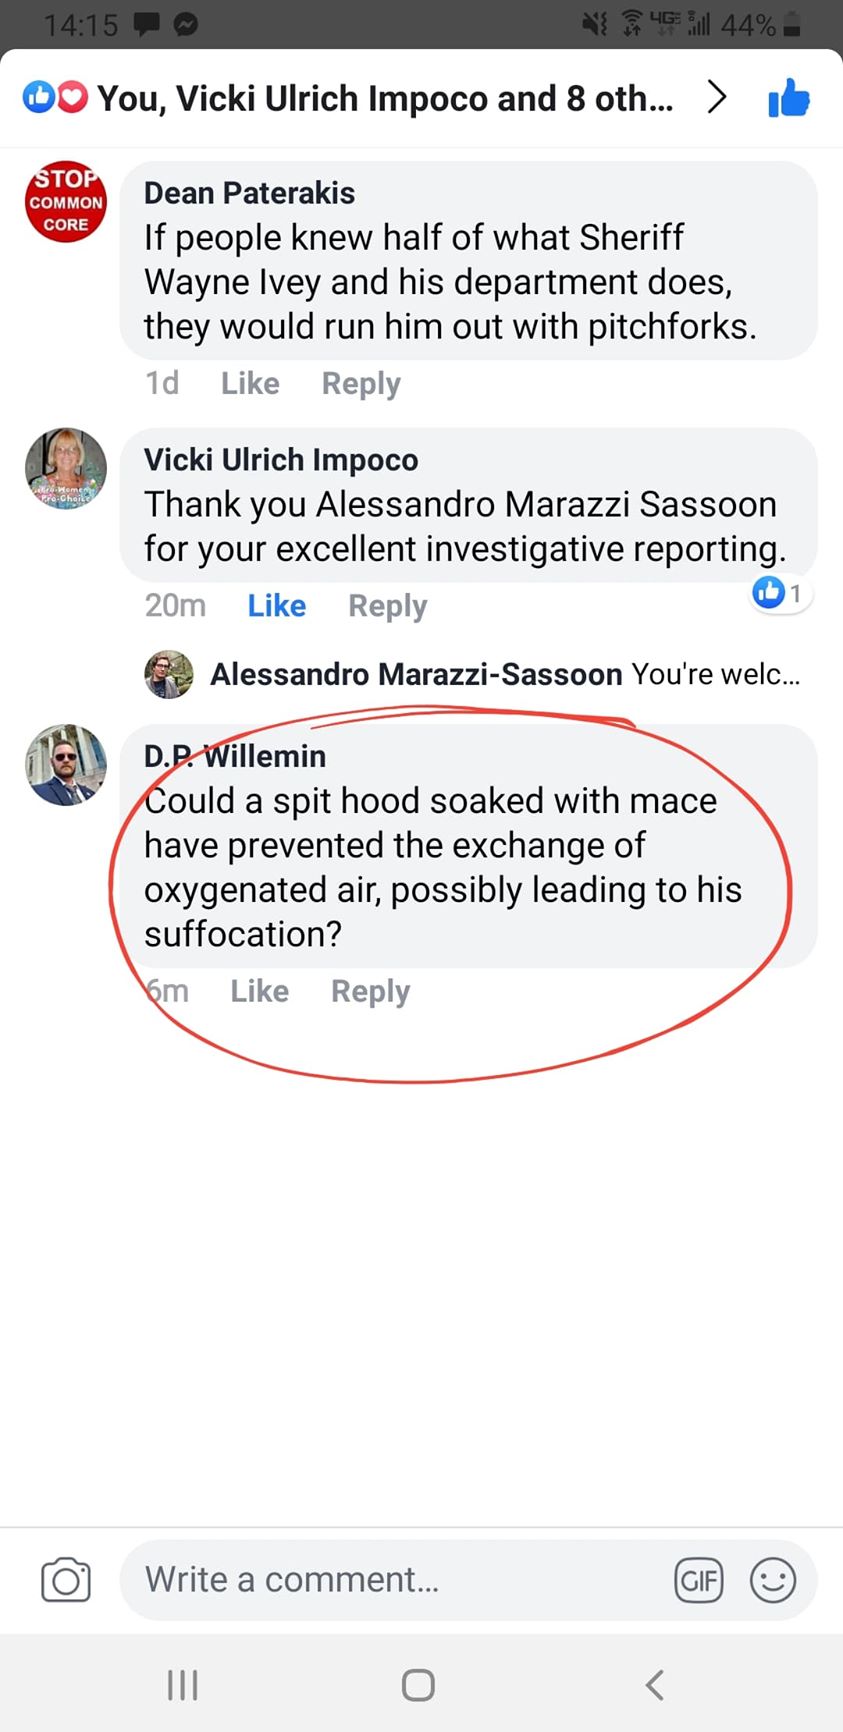 14:15 4GE 44%
You, Vicki Ulrich Impoco and 8 oth...
STOP
COMMON
CORE
Dean Paterakis
If people knew half of what Sheriff
Wayne Ivey and his department does,
they would run him out with pitchforks.
1d Like Reply
Vicki Ulrich Impoco
Thank you Alessandro Marazzi Sassoon
for your excellent investigative reporting.
Pro-Choice
20m Like Reply 1
Alessandro Marazzi-Sassoon You're welc...
D.P. Willemin
Could a spit hood soaked with mace
have prevented the exchange of
oxygenated air, possibly leading to his
suffocation?
6m Like Reply
Write a comment... GIF